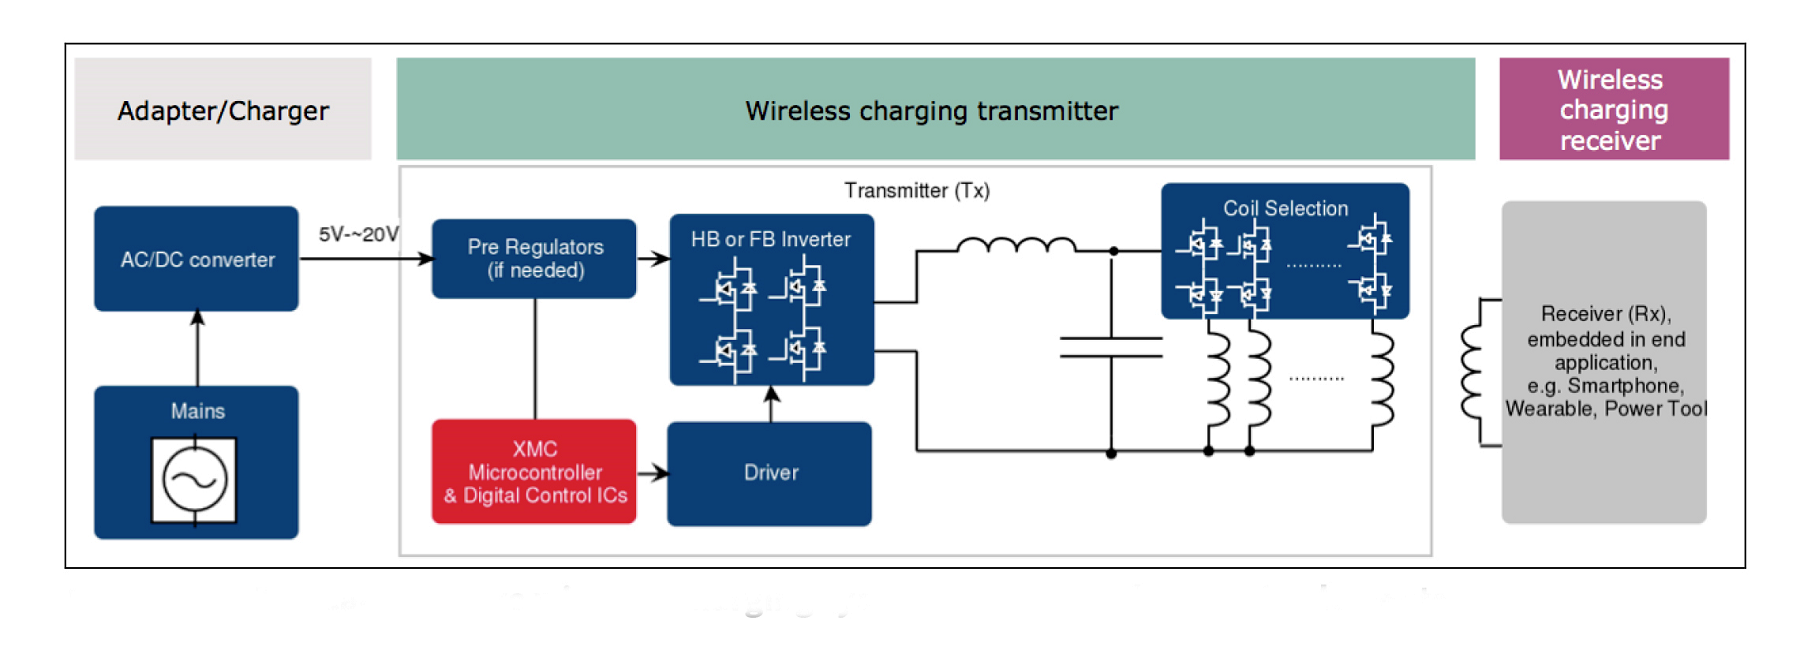 Adapter/Charger
Wireless charging transmitter
Wireless
charging
receiver
Transmitter (Tx)
AC/DC converter
5V-~20V
Pre Regulators
(if needed)
HB or FB Inverter
Coil Selection
Mains
XMC
Microcontroller
& Digital Control ICs
Driver
Receiver (Rx),
embedded in end
application,
e.g. Smartphone,
Wearable, Power Tool